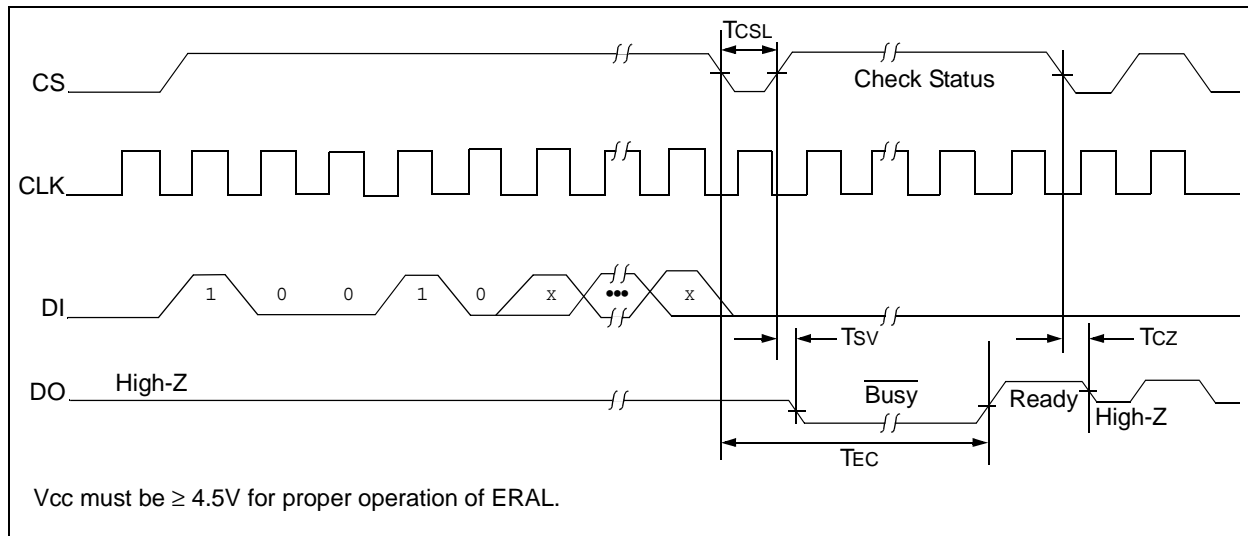 TCSL
CS
Check Status
CLK
1 0 0 1 0 x ••• x
DI
TSV
TCZ
High-Z
DO
Busy
Ready
High-Z
TEC
Vcc must be ≥ 4.5V for proper operation of ERAL.